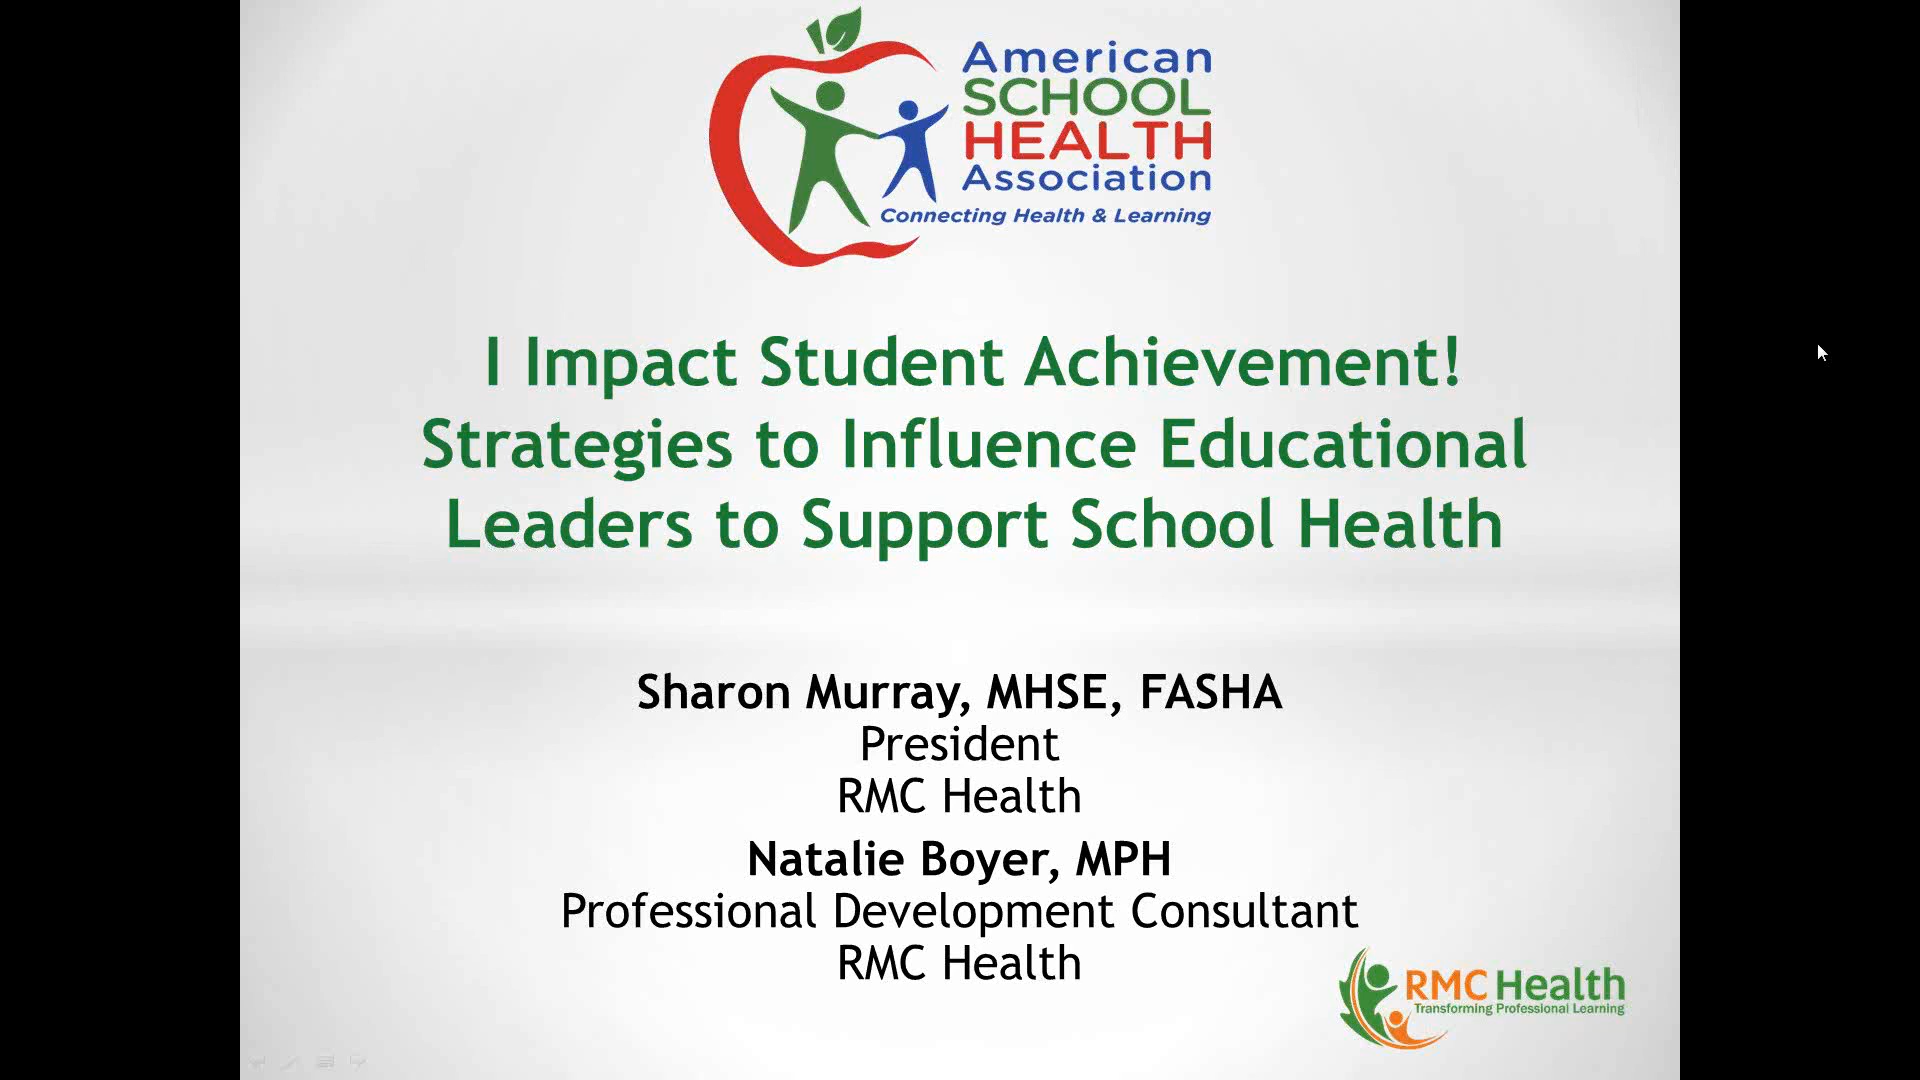 American
SCHOOL
HEALTH
Association
Connecting Health & Learning
I Impact Student Achievement!
Strategies to Influence Educational
Leaders to Support School Health
Sharon Murray, MHSE, FASHA
President
RMC Health
Natalie Boyer, MPH
Professional Development Consultant
RMC Health
RMC Health
Transforming Professional Learning